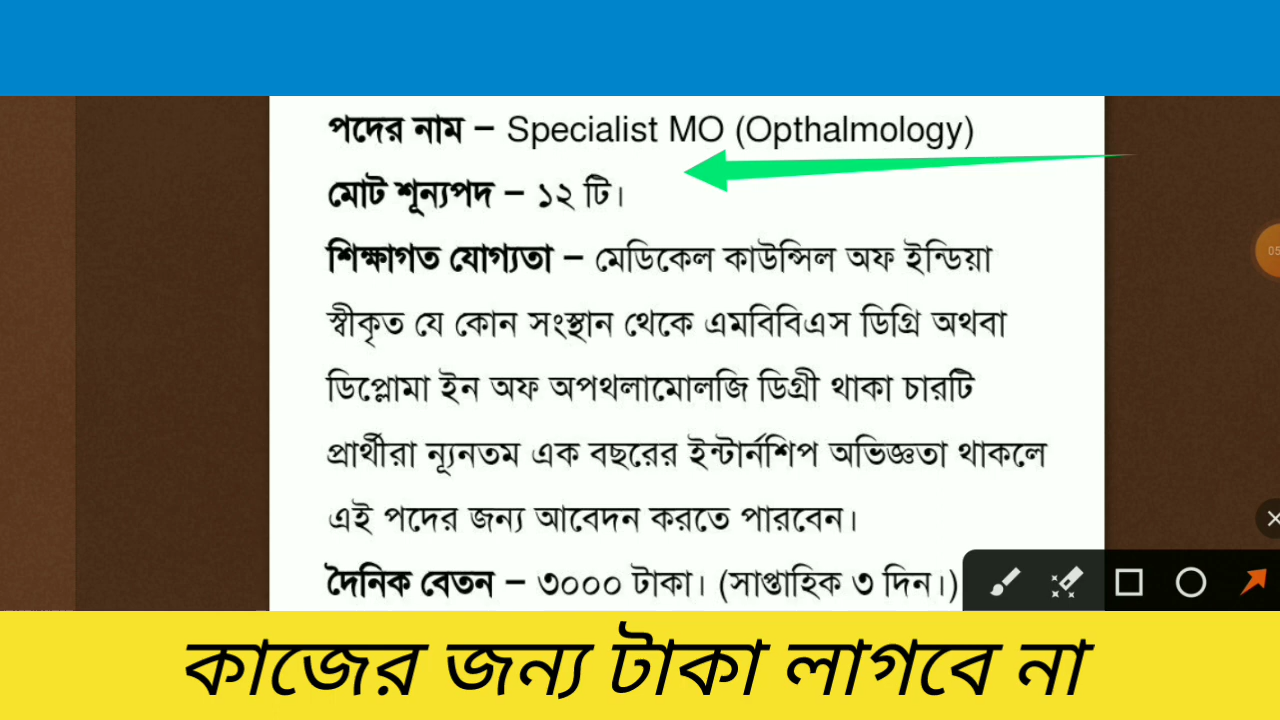 পদের নাম – Specialist MO (Opthalmology)
মোট শূন্যপদ – ১২ টি।
শিক্ষাগত যোগ্যতা – মেডিকেল কাউন্সিল অফ ইন্ডিয়া
স্বীকৃত যে কোন সংস্থান থেকে এমবিবিএস ডিগ্রি অথবা
ডিপ্লোমা ইন অফ অপথলামোলজি ডিগ্রী থাকা চারটি
প্রার্থীরা ন্যূনতম এক বছরের ইন্টার্নশিপ অভিজ্ঞতা থাকলে
এই পদের জন্য আবেদন করতে পারবেন।
দৈনিক বেতন – ৩০০০ টাকা। (সাপ্তাহিক ৩ দিন।)
কাজের জন্য টাকা লাগবে না